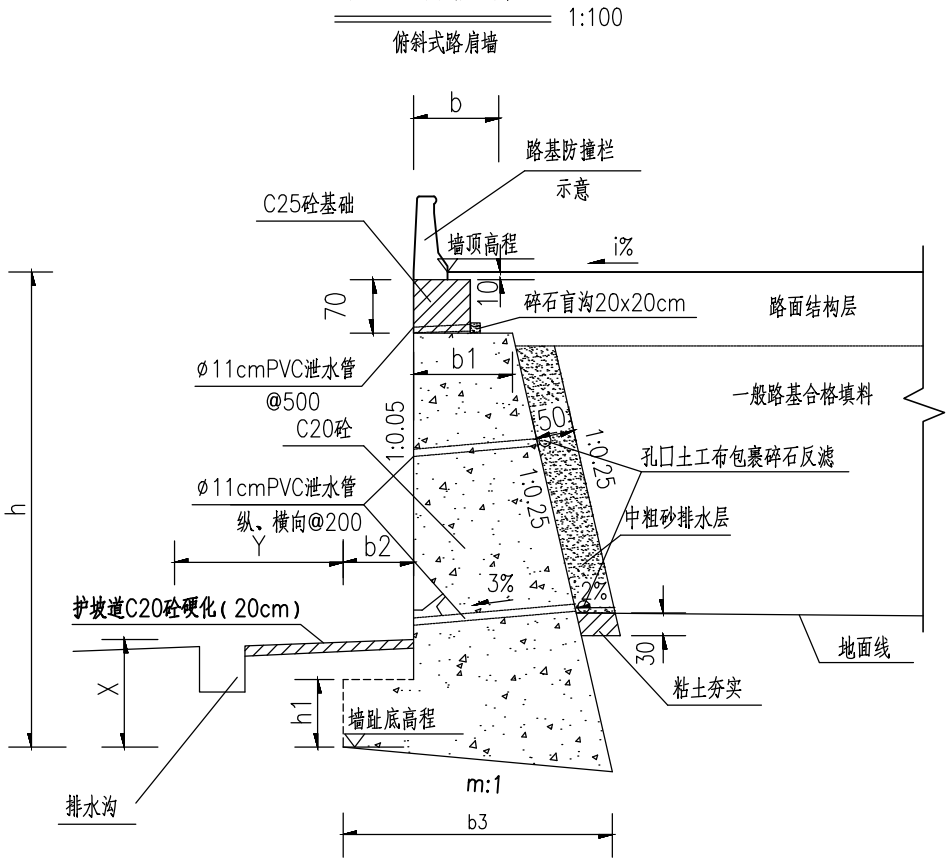 1:100
俯斜式路肩墙
b
路基防撞栏
示意
C25砼基础
墙顶高程
i%
70
10
碎石盲沟20x20cm
路面结构层
b1
ø11cmPVC泄水管
@500
一般路基合格填料
1:0.05
C20砼
50
1:0.25
1:0.25
孔口土工布包裹碎石反滤
ø11cmPVC泄水管
纵、横向@200
h
中粗砂排水层
Y
b2
3%
2%
护坡道C20砼硬化(20cm)
30
地面线
X
h1
粘土夯实
墙趾底高程
m:1
排水沟
b3